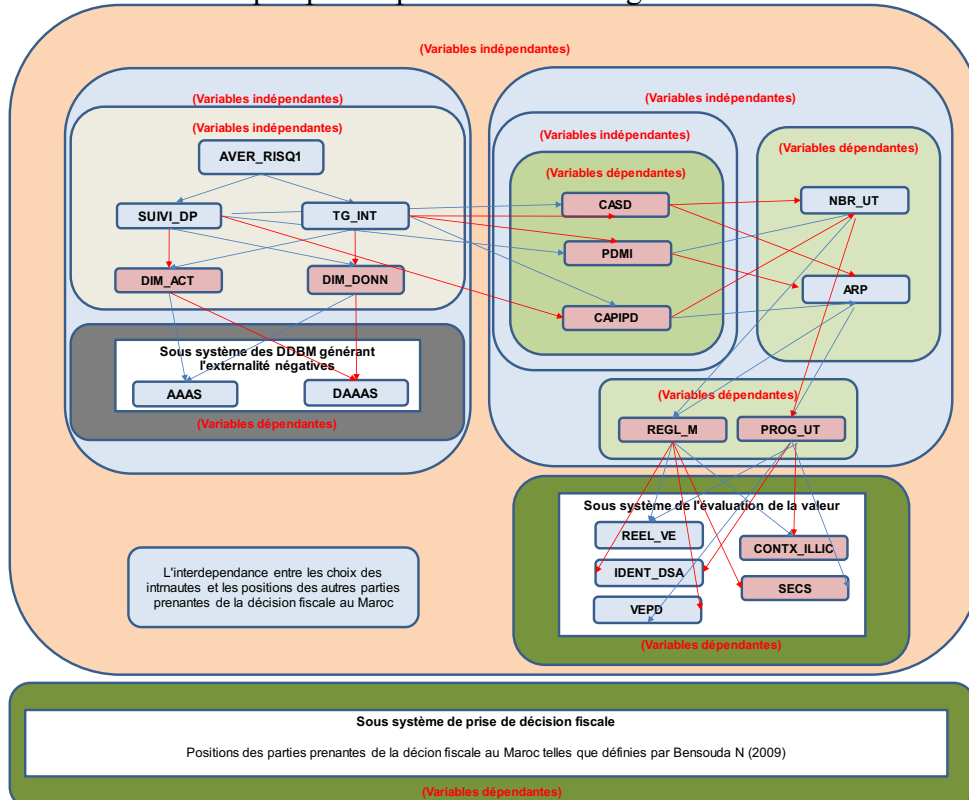 (Variables indépendantes)
(Variables indépendantes)
(Variables indépendantes)
AVER_RISQ1
SUIVI_DP
TG_INT
DIM_ACT
DIM_DONN
Sous système des DDBM générant
l'externalité négatives
AAAS
DAAAS
(Variables dépendantes)
(Variables indépendantes)
(Variables indépendantes)
(Variables dépendantes)
CASD
PDMI
CAPIPD
(Variables dépendantes)
NBR_UT
ARP
(Variables dépendantes)
REGL_M
PROG_UT
Sous système de l'évaluation de la valeur
REEL_VE
CONTX_ILLIC
IDENT_DSA
SECS
VEPD
(Variables dépendantes)
L'interdependance entre les choix des
intrnautes et les positions des autres parties
prenantes de la décision fiscale au Maroc
Sous système de prise de décision fiscale
Positions des parties prenantes de la décion fiscale au Maroc telles que définies par Bensouda N (2009)
(Variables dépendantes)